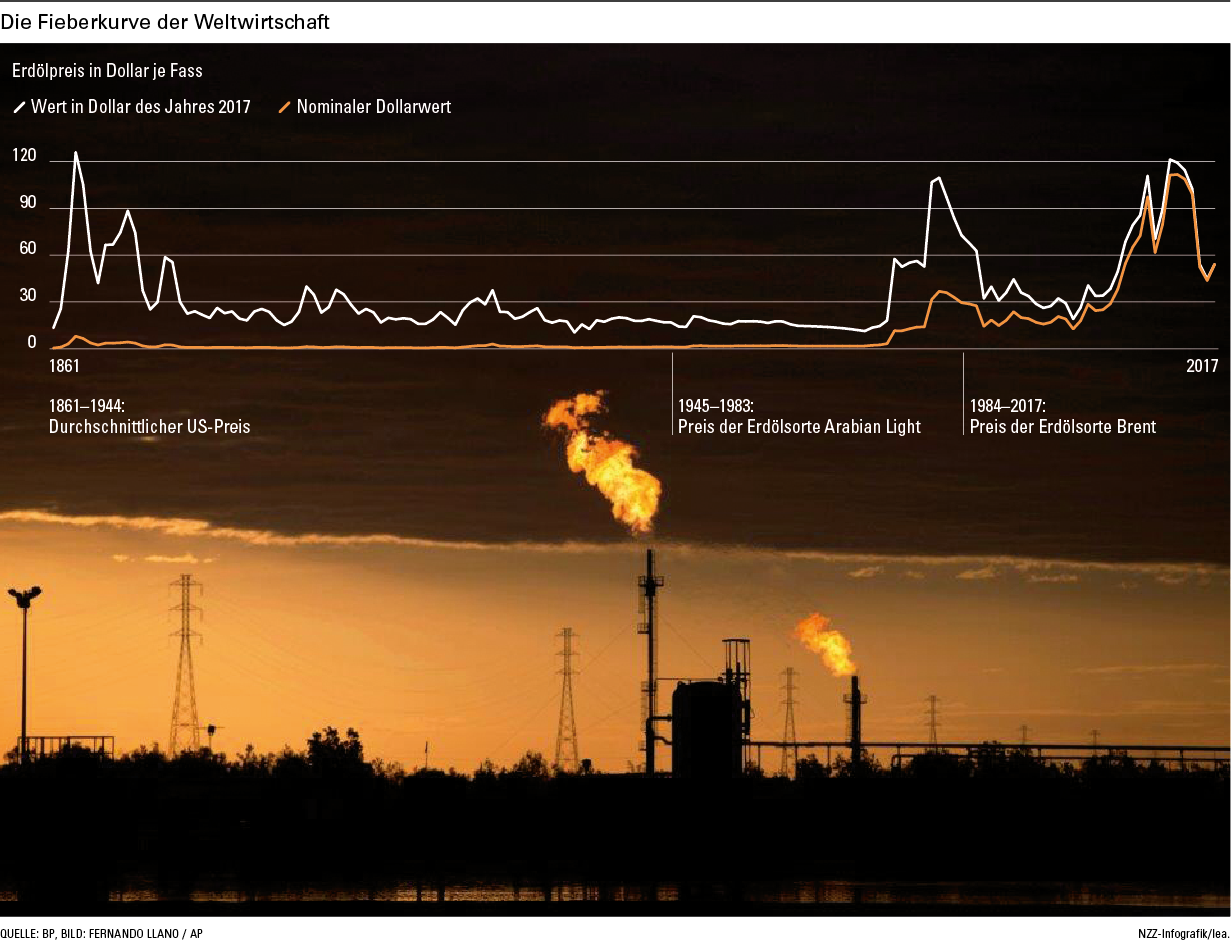 Die Fieberkurve der Weltwirtschaft
Erdölpreis in Dollar je Fass
Wert in Dollar des Jahres 2017
Nominaler Dollarwert
120
90
60
30
0
1861
2017
1861–1944:
Durchschnittlicher US-Preis
1945–1983:
Preis der Erdölsorte Arabian Light
1984–2017:
Preis der Erdölsorte Brent
QUELLE: BP, BILD: FERNANDO LLANO / AP
NZZ-Infografik/lea.